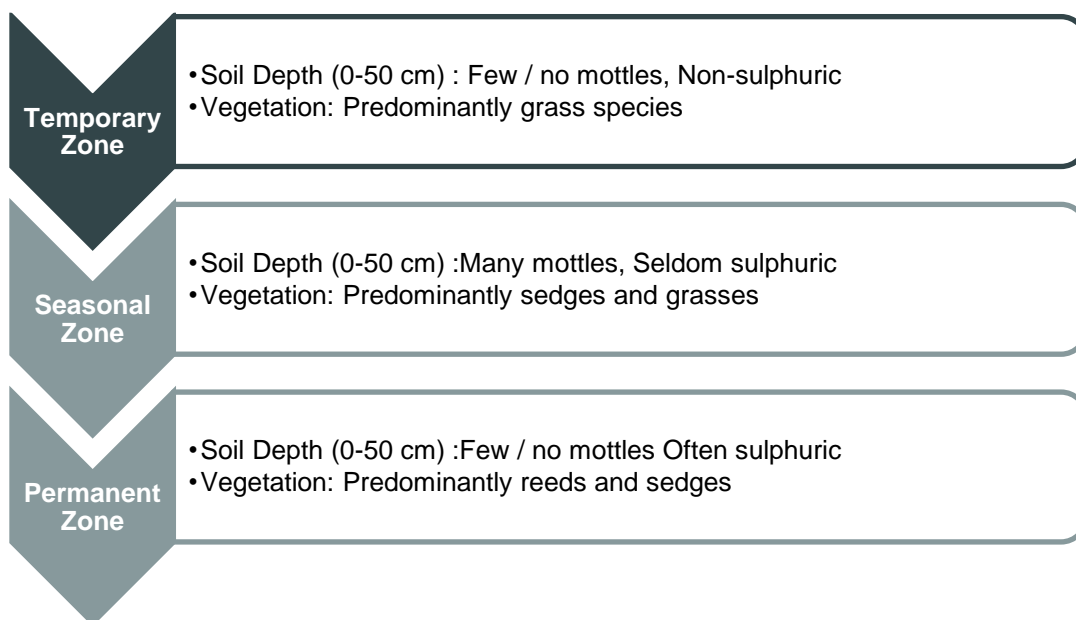 Temporary
Zone
•Soil Depth (0-50 cm) : Few / no mottles, Non-sulphuric
•Vegetation: Predominantly grass species
Seasonal
Zone
•Soil Depth (0-50 cm) :Many mottles, Seldom sulphuric
•Vegetation: Predominantly sedges and grasses
Permanent
Zone
•Soil Depth (0-50 cm) :Few / no mottles Often sulphuric
•Vegetation: Predominantly reeds and sedges